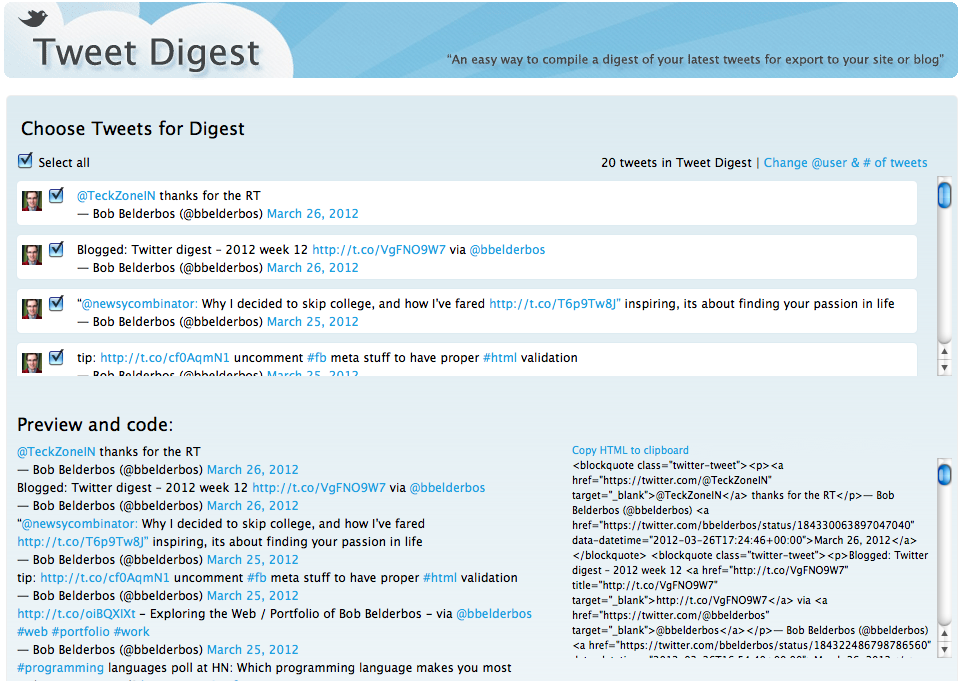 Tweet Digest
“An easy way to compile a digest of your latest tweets for export to your site or blog”
Choose Tweets for Digest
Select all
20 tweets in Tweet Digest | Change @user & # of tweets
@TeckZoneIN thanks for the RT
— Bob Belderbos (@bbelderbos) March 26, 2012
Blogged: Twitter digest – 2012 week 12 http://t.co/VgFNO9W7 via @bbelderbos
— Bob Belderbos (@bbelderbos) March 26, 2012
“@newsycombinator: Why I decided to skip college, and how I've fared http://t.co/T6p9Tw8J” inspiring, its about finding your passion in life
— Bob Belderbos (@bbelderbos) March 25, 2012
tip: http://t.co/cf0AqmN1 uncomment #fb meta stuff to have proper #html validation
— Bob Belderbos (@bbelderbos) March 25, 2012
Preview and code:
@TeckZoneIN thanks for the RT
— Bob Belderbos (@bbelderbos) March 26, 2012
Blogged: Twitter digest – 2012 week 12 http://t.co/VgFNO9W7 via @bbelderbos
— Bob Belderbos (@bbelderbos) March 26, 2012
“@newsycombinator: Why I decided to skip college, and how I've fared
http://t.co/T6p9Tw8J” inspiring, its about finding your passion in life
— Bob Belderbos (@bbelderbos) March 25, 2012
tip: http://t.co/cf0AqmN1 uncomment #fb meta stuff to have proper #html validation
— Bob Belderbos (@bbelderbos) March 25, 2012
http://t.co/oiBQXlXt – Exploring the Web / Portfolio of Bob Belderbos – via @bbelderbos
#web #portfolio #work
— Bob Belderbos (@bbelderbos) March 25, 2012
#programming languages poll at HN: Which programming language makes you most
Copy HTML to clipboard
<blockquote class="twitter-tweet"><p><a
href="https://twitter.com/@TeckZoneIN"
target="_blank">@TeckZoneIN</a> thanks for the RT</p>— Bob
Belderbos (@bbelderbos) <a
href="https://twitter.com/bbelderbos/status/184330063897047040"
data-datetime="2012-03-26T17:24:46+00:00">March 26, 2012</a>
</blockquote> <blockquote class="twitter-tweet"><p>Blogged: Twitter
digest – 2012 week 12 <a href="http://t.co/VgFNO9W7"
title="http://t.co/VgFNO9W7"
target="_blank">http://t.co/VgFNO9W7</a> via <a
href="https://twitter.com/@bbelderbos"
target="_blank">@bbelderbos</a></p>— Bob Belderbos (@bbelderbos)
<a href="https://twitter.com/bbelderbos/status/184322486798786560"